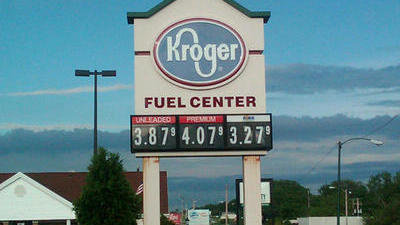 Kroger
FUEL CENTER
UNLEADED PREMIUM
3.87 9 4.07 9 3.27 9